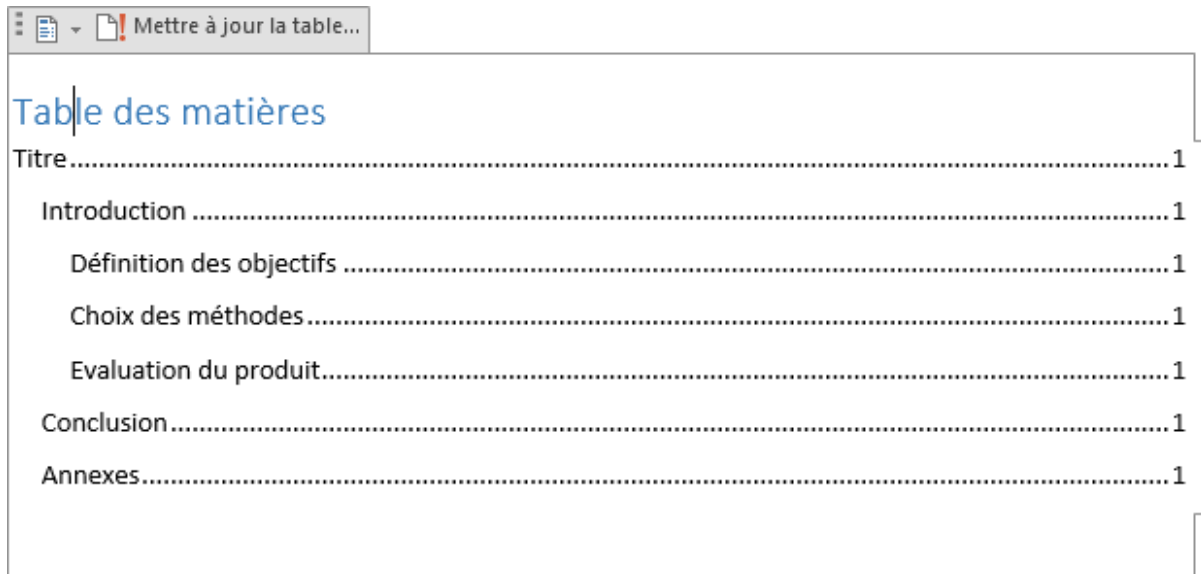 Mettre à jour la table...
Table des matières
Titre........................................................................................................................................................1
Introduction ........................................................................................................................................1
Définition des objectifs ....................................................................................................................1
Choix des méthodes.........................................................................................................................1
Evaluation du produit.......................................................................................................................1
Conclusion...........................................................................................................................................1
Annexes...............................................................................................................................................1